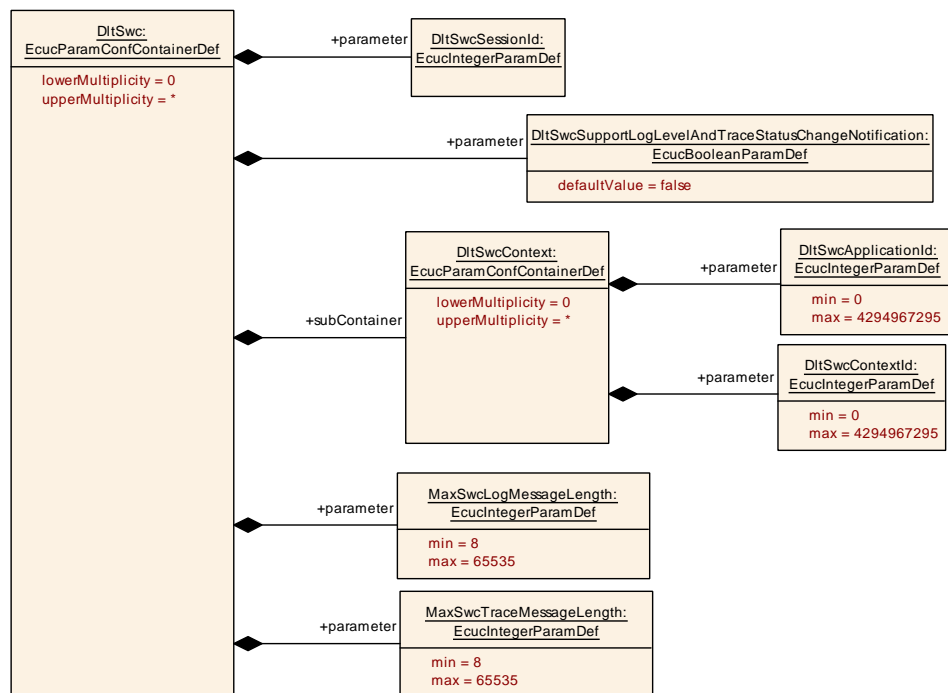 DltSwc:
EcucParamConfContainerDef
lowerMultiplicity = 0
upperMultiplicity = *
+parameter
DltSwcSessionId:
EcucIntegerParamDef
+parameter
DltSwcSupportLogLevelAndTraceStatusChangeNotification:
EcucBooleanParamDef
defaultValue = false
+subContainer
DltSwcContext:
EcucParamConfContainerDef
lowerMultiplicity = 0
upperMultiplicity = *
+parameter
DltSwcApplicationId:
EcucIntegerParamDef
min = 0
max = 4294967295
+parameter
DltSwcContextId:
EcucIntegerParamDef
min = 0
max = 4294967295
+parameter
MaxSwcLogMessageLength:
EcucIntegerParamDef
min = 8
max = 65535
+parameter
MaxSwcTraceMessageLength:
EcucIntegerParamDef
min = 8
max = 65535